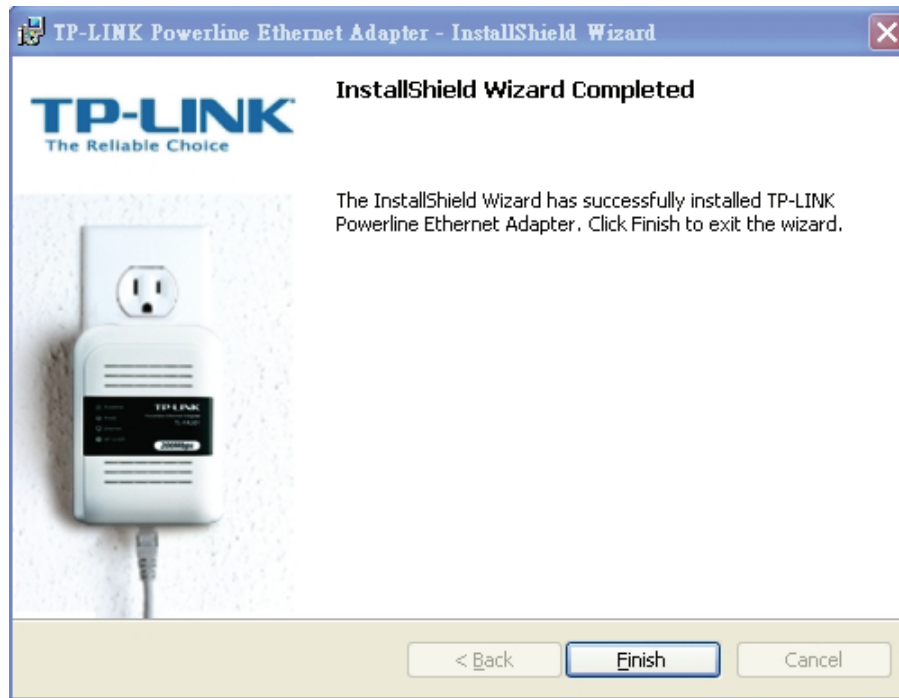 TP-LINK Powerline Ethernet Adapter - InstallShield Wizard
TP-LINK
The Reliable Choice
InstallShield Wizard Completed
The InstallShield Wizard has successfully installed TP-LINK
Powerline Ethernet Adapter. Click Finish to exit the wizard.
TP-LINK
200Mbps
< Back
Finish
Cancel